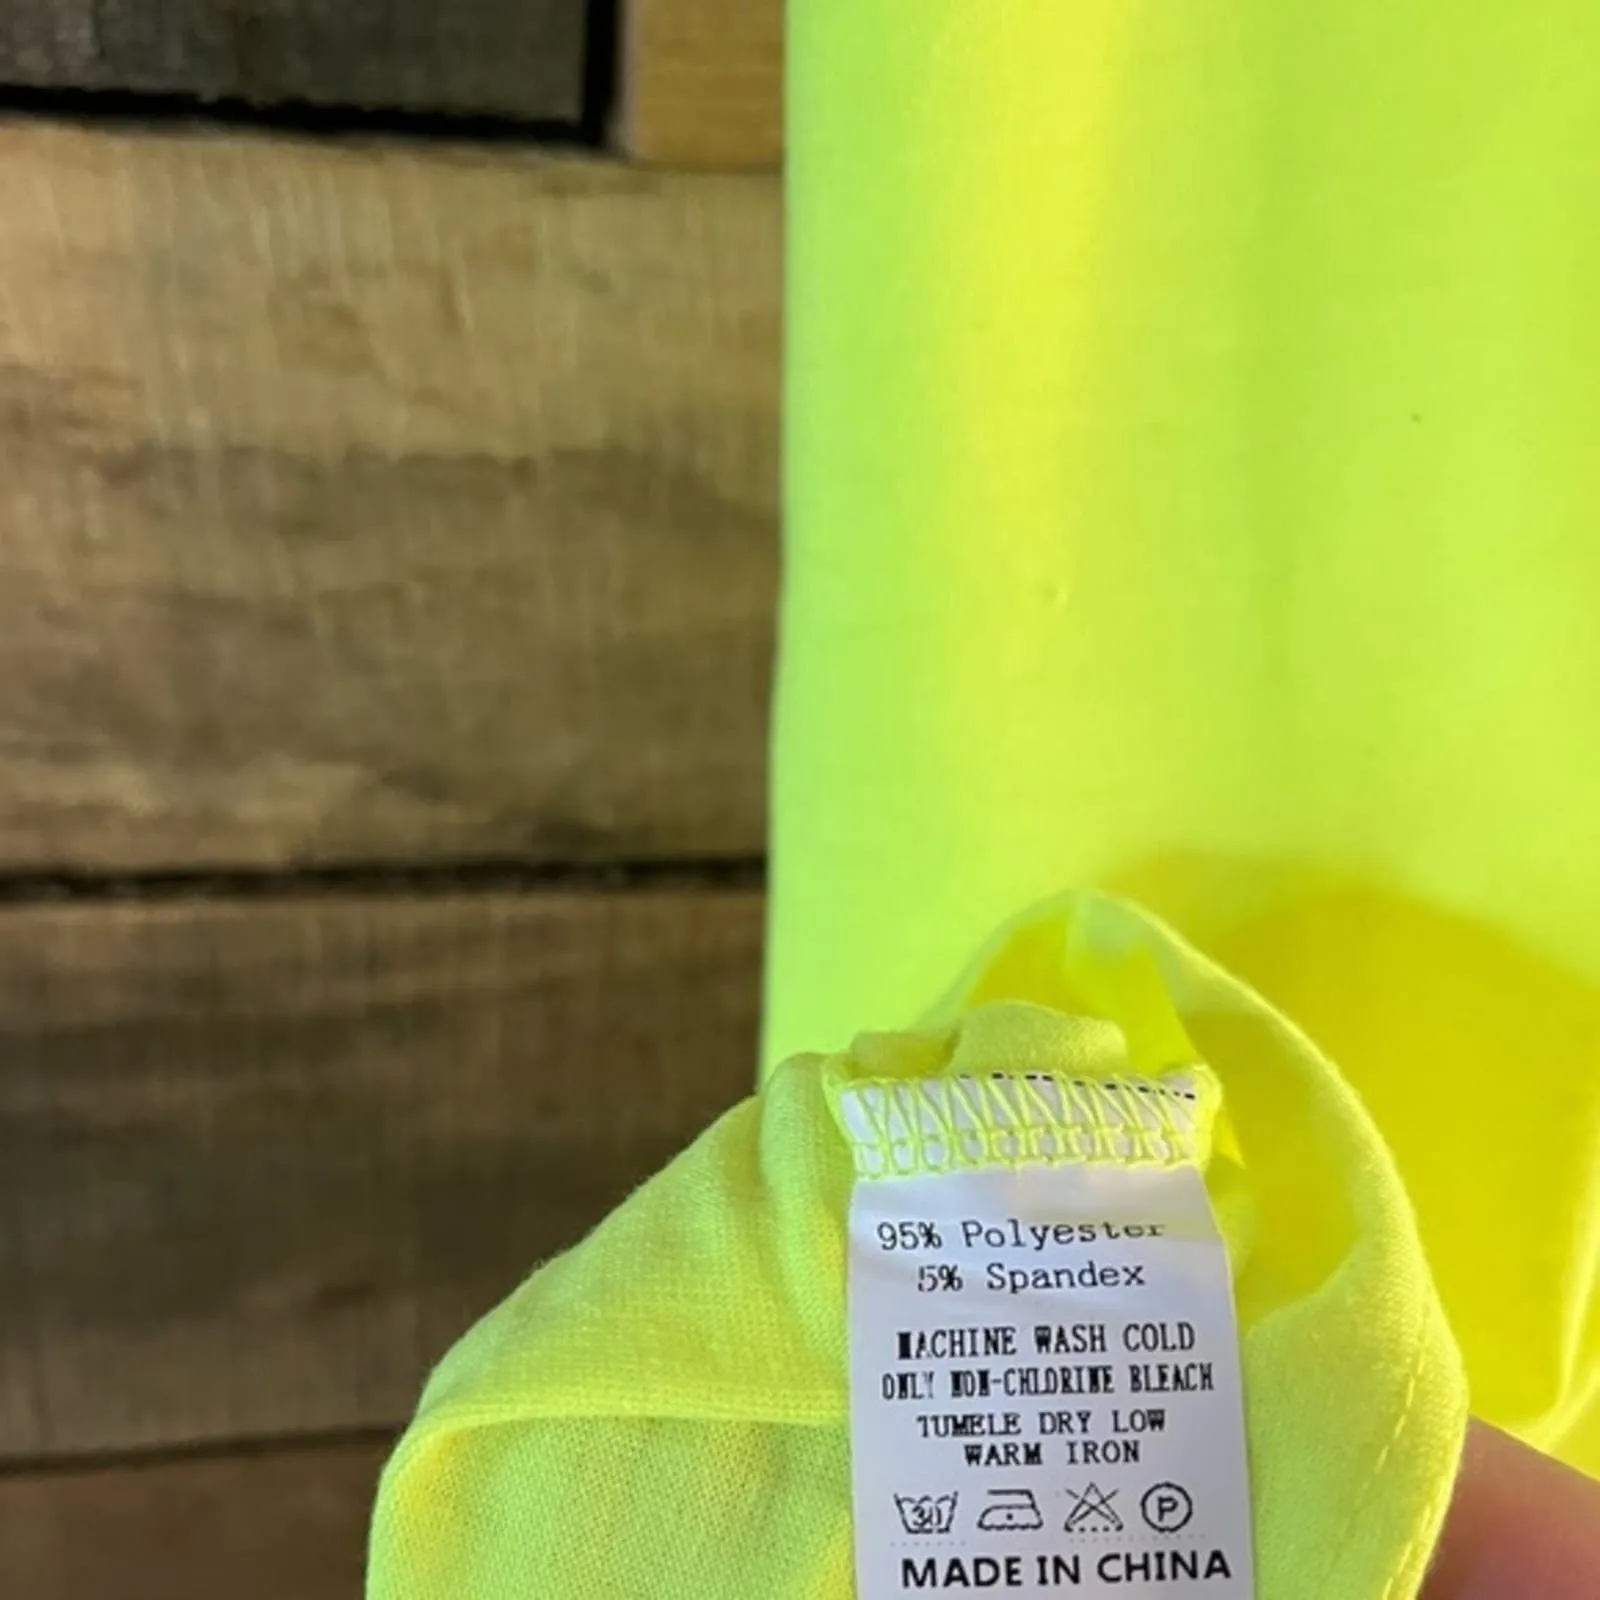 95% Polyester
5% Spandex
MACHINE WASH COLD
ONLY NON-CHLORINE BLEACH
TUMELE DRY LOW
WARM IRON
30 P
MADE IN CHINA